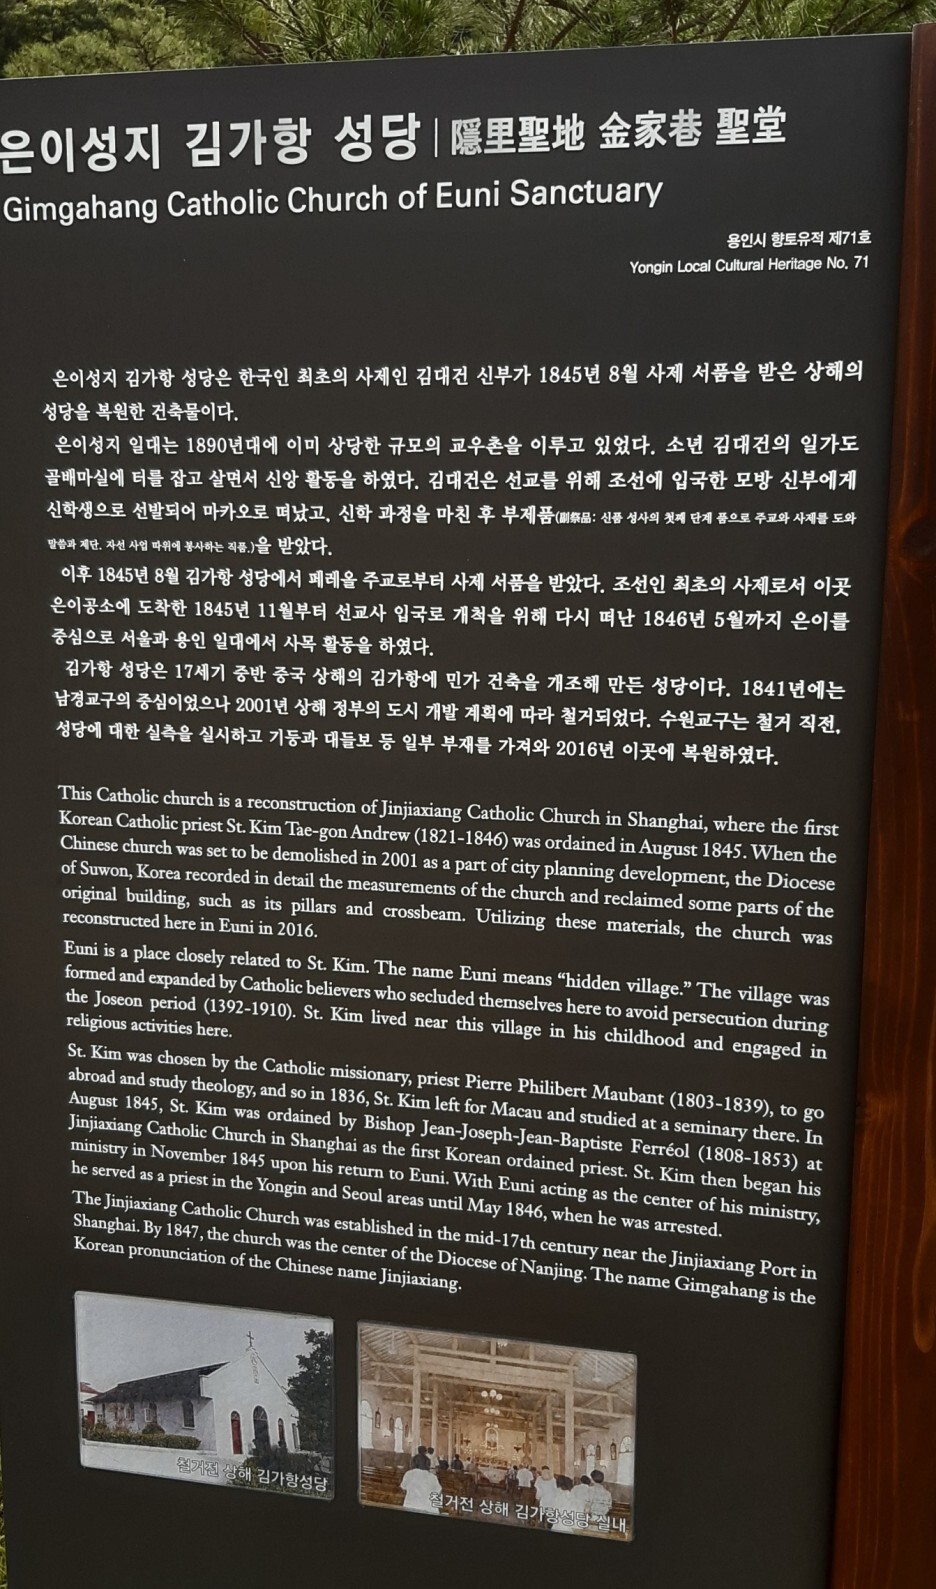 은이성지 김가항 성당 | 隱里聖地 金家巷 聖堂
Gimgahang Catholic Church of Euni Sanctuary
용인시 향토유적 제71호
Yongin Local Cultural Heritage No. 71
은이성지 김가항 성당은 한국인 최초의 사제인 김대건 신부가 1845년 8월 사제 서품을 받은 상해의
성당을 복원한 건축물이다.
은이성지 일대는 1890년대에 이미 상당한 규모의 교우촌을 이루고 있었다. 소년 김대건의 일가도
골배마실에 터를 잡고 살면서 신앙 활동을 하였다. 김대건은 선교를 위해 조선에 입국한 모방 신부에게
신학생으로 선발되어 마카오로 떠났고, 신학 과정을 마친 후 부제품(副祭品: 신품 성사의 첫째 단계 품으로 주교와 사제를 도와
말씀과 제단, 자선 사업 따위에 봉사하는 직품.)을 받았다.
이후 1845년 8월 김가항 성당에서 페레올 주교로부터 사제 서품을 받았다. 조선인 최초의 사제로서 이곳
은이공소에 도착한 1845년 11월부터 선교사 입국로 개척을 위해 다시 떠난 1846년 5월까지 은이를
중심으로 서울과 용인 일대에서 사목 활동을 하였다.
김가항 성당은 17세기 중반 중국 상해의 김가항에 민가 건축을 개조해 만든 성당이다. 1841년에는
남경교구의 중심이었으나 2001년 상해 정부의 도시 개발 계획에 따라 철거되었다. 수원교구는 철거 직전,
성당에 대한 실측을 실시하고 기둥과 대들보 등 일부 부재를 가져와 2016년 이곳에 복원하였다.
This Catholic church is a reconstruction of Jinjiaxiang Catholic Church in Shanghai, where the first
Korean Catholic priest St. Kim Tae-gon Andrew (1821-1846) was ordained in August 1845. When the
Chinese church was set to be demolished in 2001 as a part of city planning development, the Diocese
of Suwon, Korea recorded in detail the measurements of the church and reclaimed some parts of the
original building, such as its pillars and crossbeam. Utilizing these materials, the church was
reconstructed here in Euni in 2016.
Euni is a place closely related to St. Kim. The name Euni means “hidden village.” The village was
formed and expanded by Catholic believers who secluded themselves here to avoid persecution during
the Joseon period (1392-1910). St. Kim lived near this village in his childhood and engaged in
religious activities here.
St. Kim was chosen by the Catholic missionary, priest Pierre Philibert Maubant (1803-1839), to go
abroad and study theology, and so in 1836, St. Kim left for Macau and studied at a seminary there. In
August 1845, St. Kim was ordained by Bishop Jean-Joseph-Jean-Baptiste Ferréol (1808-1853) at
Jinjiaxiang Catholic Church in Shanghai as the first Korean ordained priest. St. Kim then began his
ministry in November 1845 upon his return to Euni. With Euni acting as the center of his ministry,
he served as a priest in the Yongin and Seoul areas until May 1846, when he was arrested.
The Jinjiaxiang Catholic Church was established in the mid-17th century near the Jinjiaxiang Port in
Shanghai. By 1847, the church was the center of the Diocese of Nanjing. The name Gimgahang is the
Korean pronunciation of the Chinese name Jinjiaxiang.
철거전 상해 김가항성당
철거전 상해 김가항성당 실내